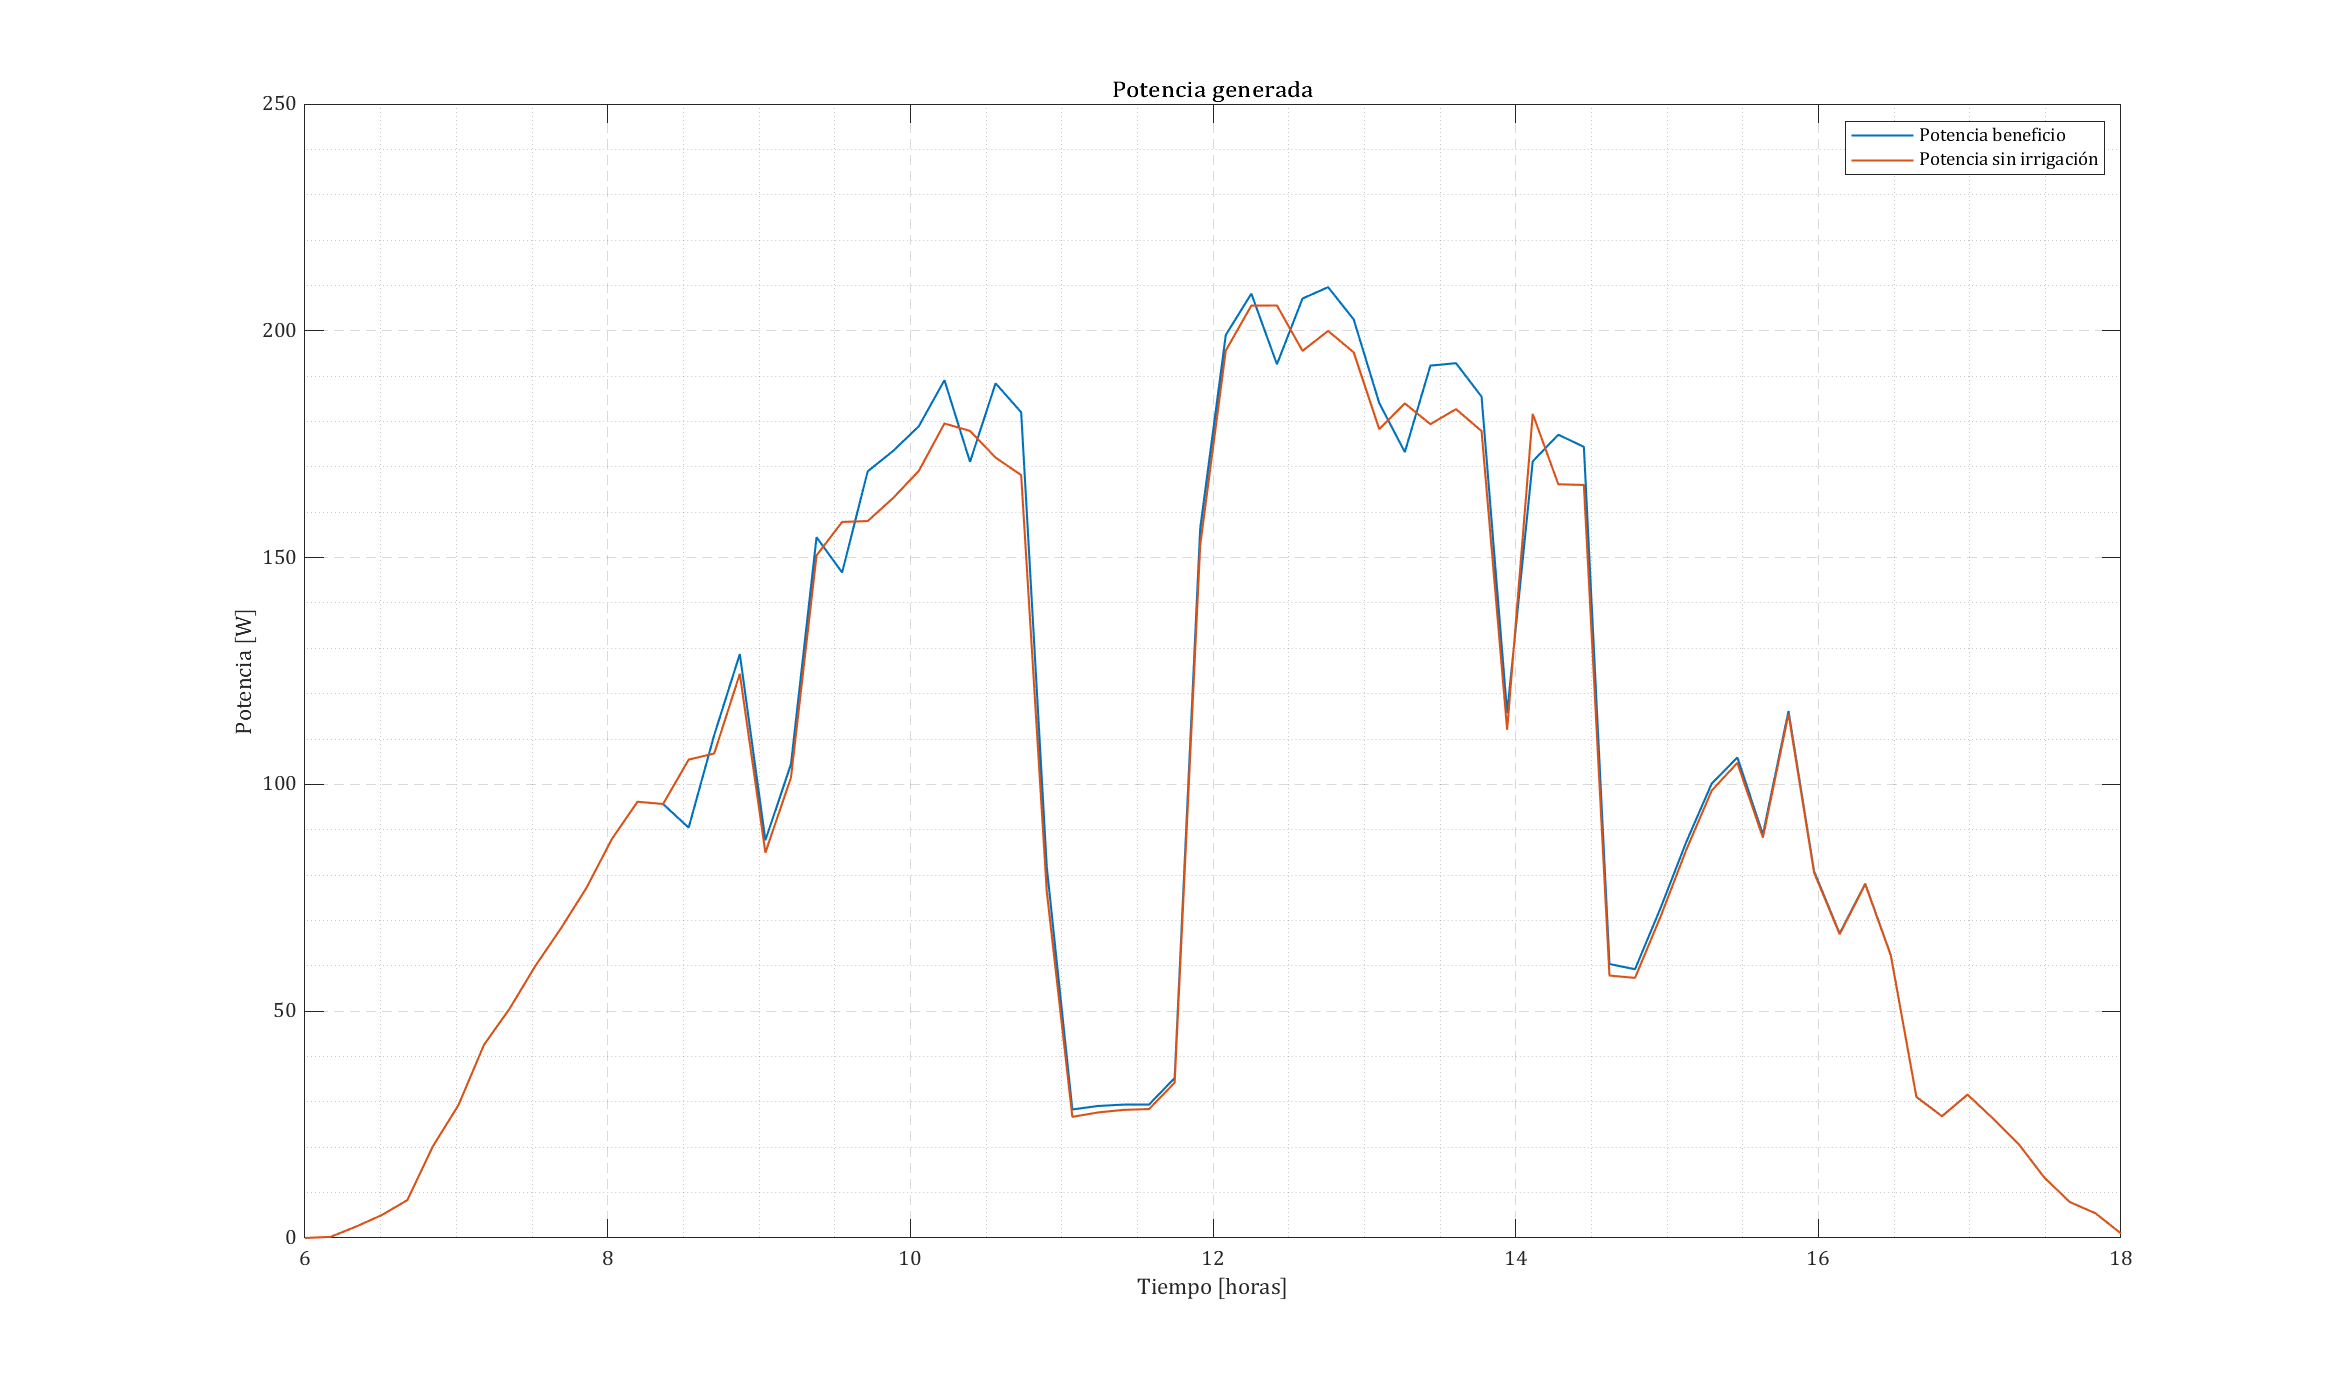 Potencia generada
250
200
150
100
50
0
Potencia beneficio
Potencia sin irrigación
Potencia [W]
6 8 10 12 14 16 18
Tiempo [horas]